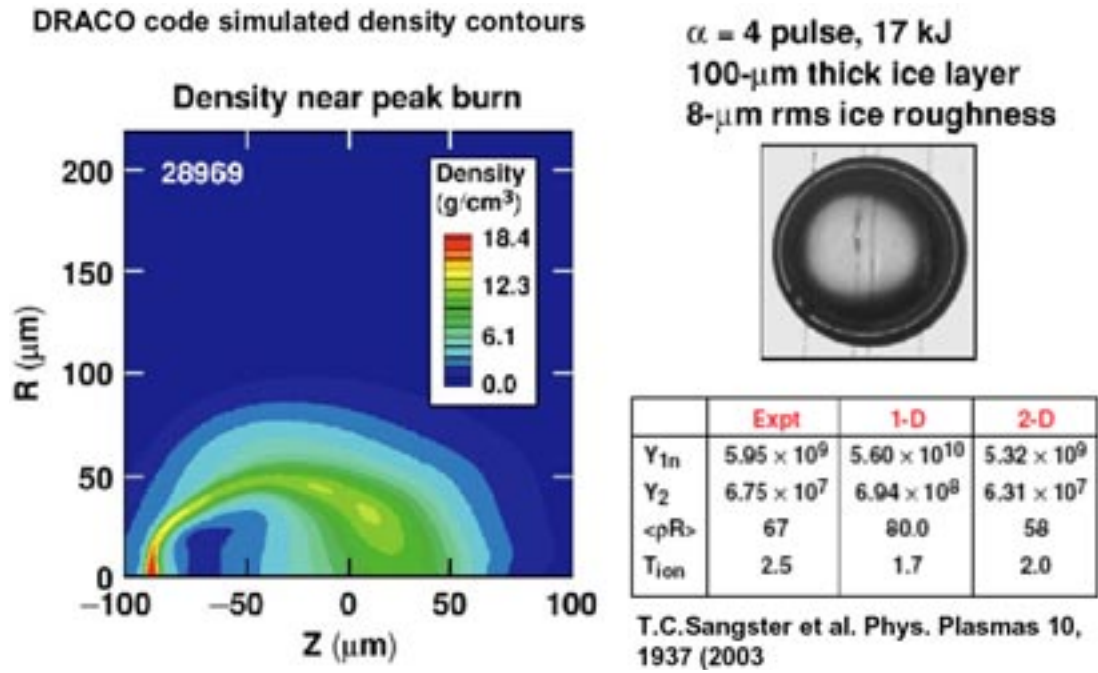 DRACO code simulated density contours
Density near peak burn
28969
Density
(g/cm³)
18.4
12.3
6.1
0.0
200
150
100
50
0
R (μm)
−100 −50 0 50 100
Z (μm)
α = 4 pulse, 17 kJ
100-μm thick ice layer
8-μm rms ice roughness
Expt 1-D 2-D
Y₁ₙ 5.95 × 10⁹ 5.60 × 10¹⁰ 5.32 × 10⁹
Y₂ 6.75 × 10⁷ 6.94 × 10⁸ 6.31 × 10⁷
<ρR> 67 80.0 58
Tᵢₒₙ 2.5 1.7 2.0
T.C.Sangster et al. Phys. Plasmas 10,
1937 (2003